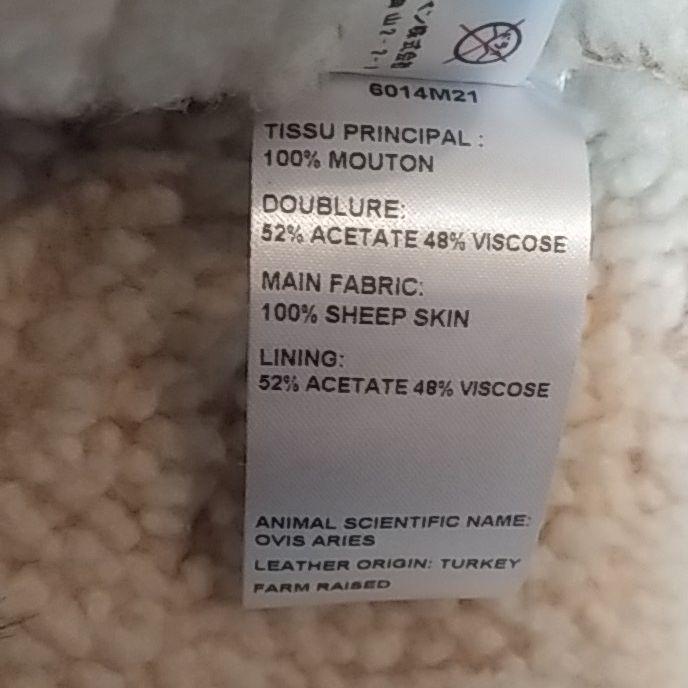 6014M21
TISSU PRINCIPAL :
100% MOUTON
DOUBLURE:
52% ACETATE 48% VISCOSE
MAIN FABRIC:
100% SHEEP SKIN
LINING:
52% ACETATE 48% VISCOSE
ANIMAL SCIENTIFIC NAME:
OVIS ARIES
LEATHER ORIGIN: TURKEY
FARM RAISED